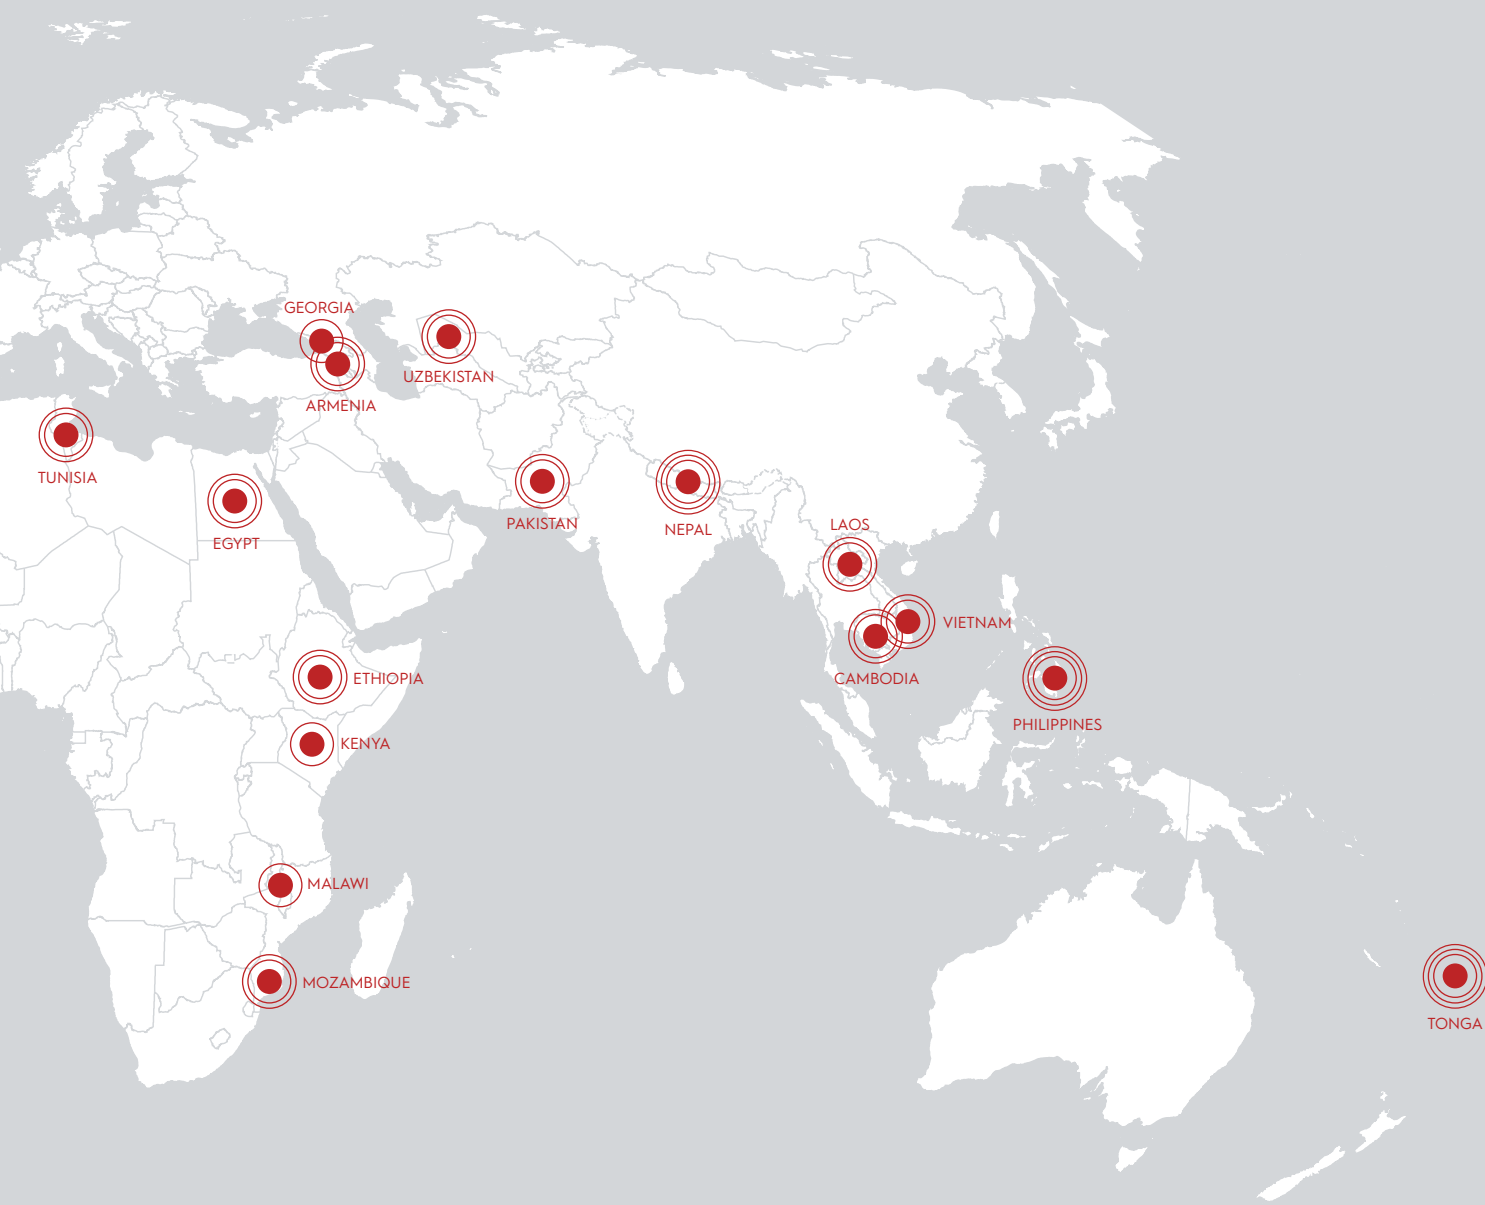 GEORGIA
UZBEKISTAN
ARMENIA
TUNISIA
EGYPT
PAKISTAN
NEPAL
LAOS
VIETNAM
CAMBODIA
ETHIOPIA
PHILIPPINES
KENYA
MALAWI
MOZAMBIQUE
TONGA